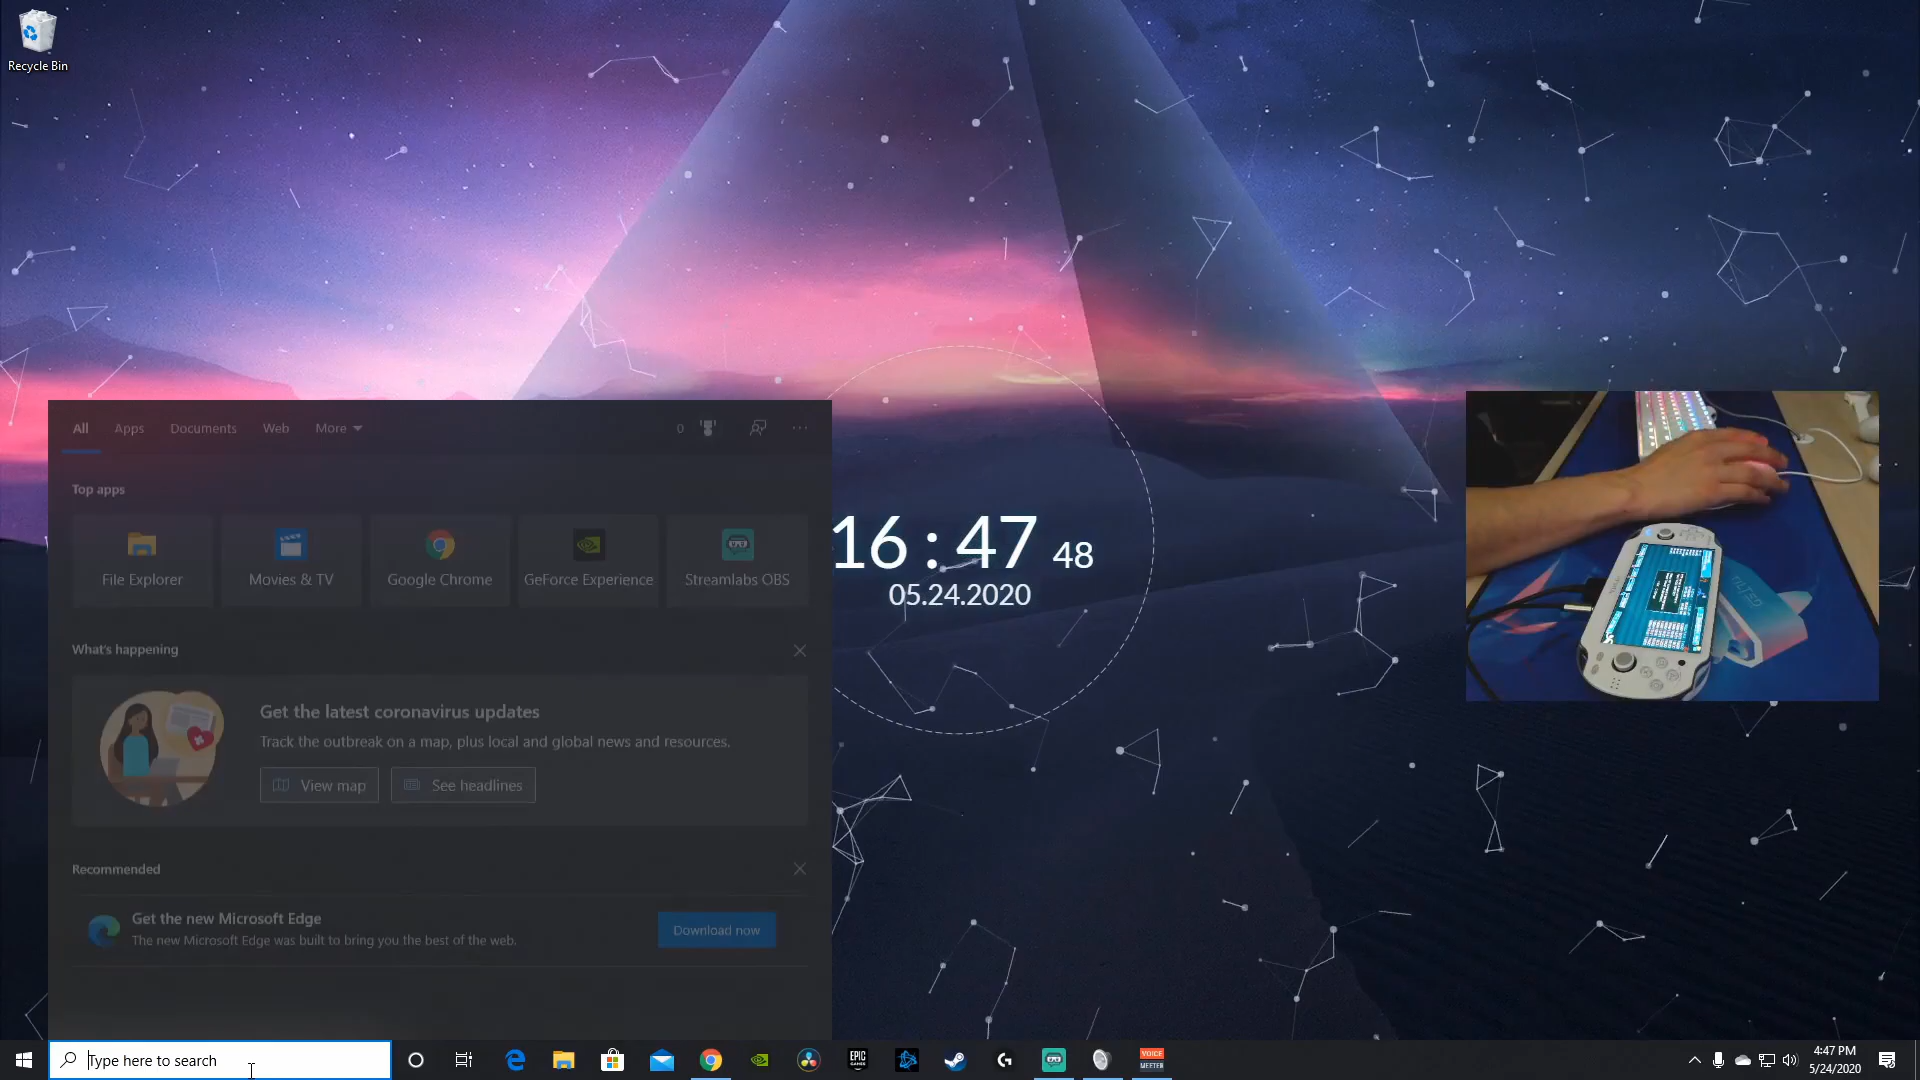 Recycle Bin
All Apps Documents Web More 0
Top apps
File Explorer Movies & TV Google Chrome GeForce Experience Streamlabs OBS
What's happening
Get the latest coronavirus updates
Track the outbreak on a map, plus local and global news and resources.
View map See headlines
Recommended
Get the new Microsoft Edge
The new Microsoft Edge was built to bring you the best of the web.
Download now
16:47 48
05.24.2020
Type here to search
EPIC
GAMES
VOICE
MEETER
4:47 PM
5/24/2020